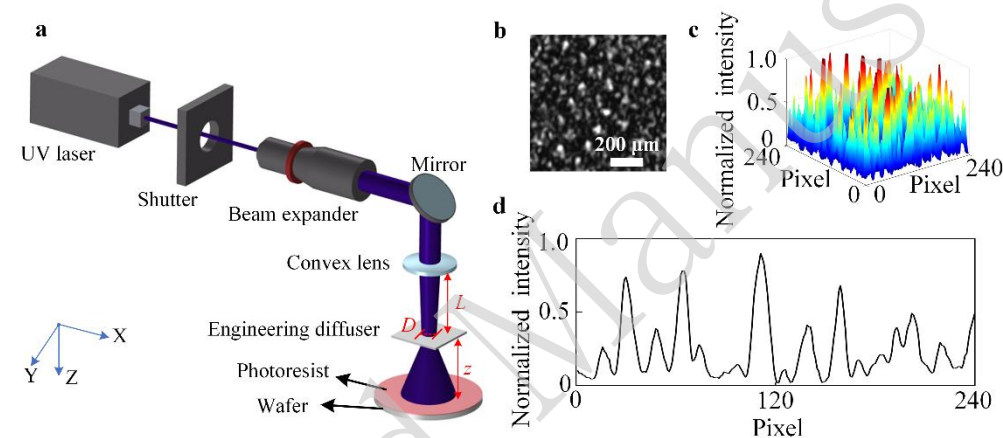 a
UV laser
Shutter
Beam expander
Mirror
Convex lens
L
Engineering diffuser
D
z
Photoresist
Wafer
X
Y
Z
b
200 μm
c
Normalized intensity
1.0
0.5
0
240
Pixel
0
0
Pixel
240
d
Normalized intensity
1.0
0.5
0
0
120
240
Pixel
Manus